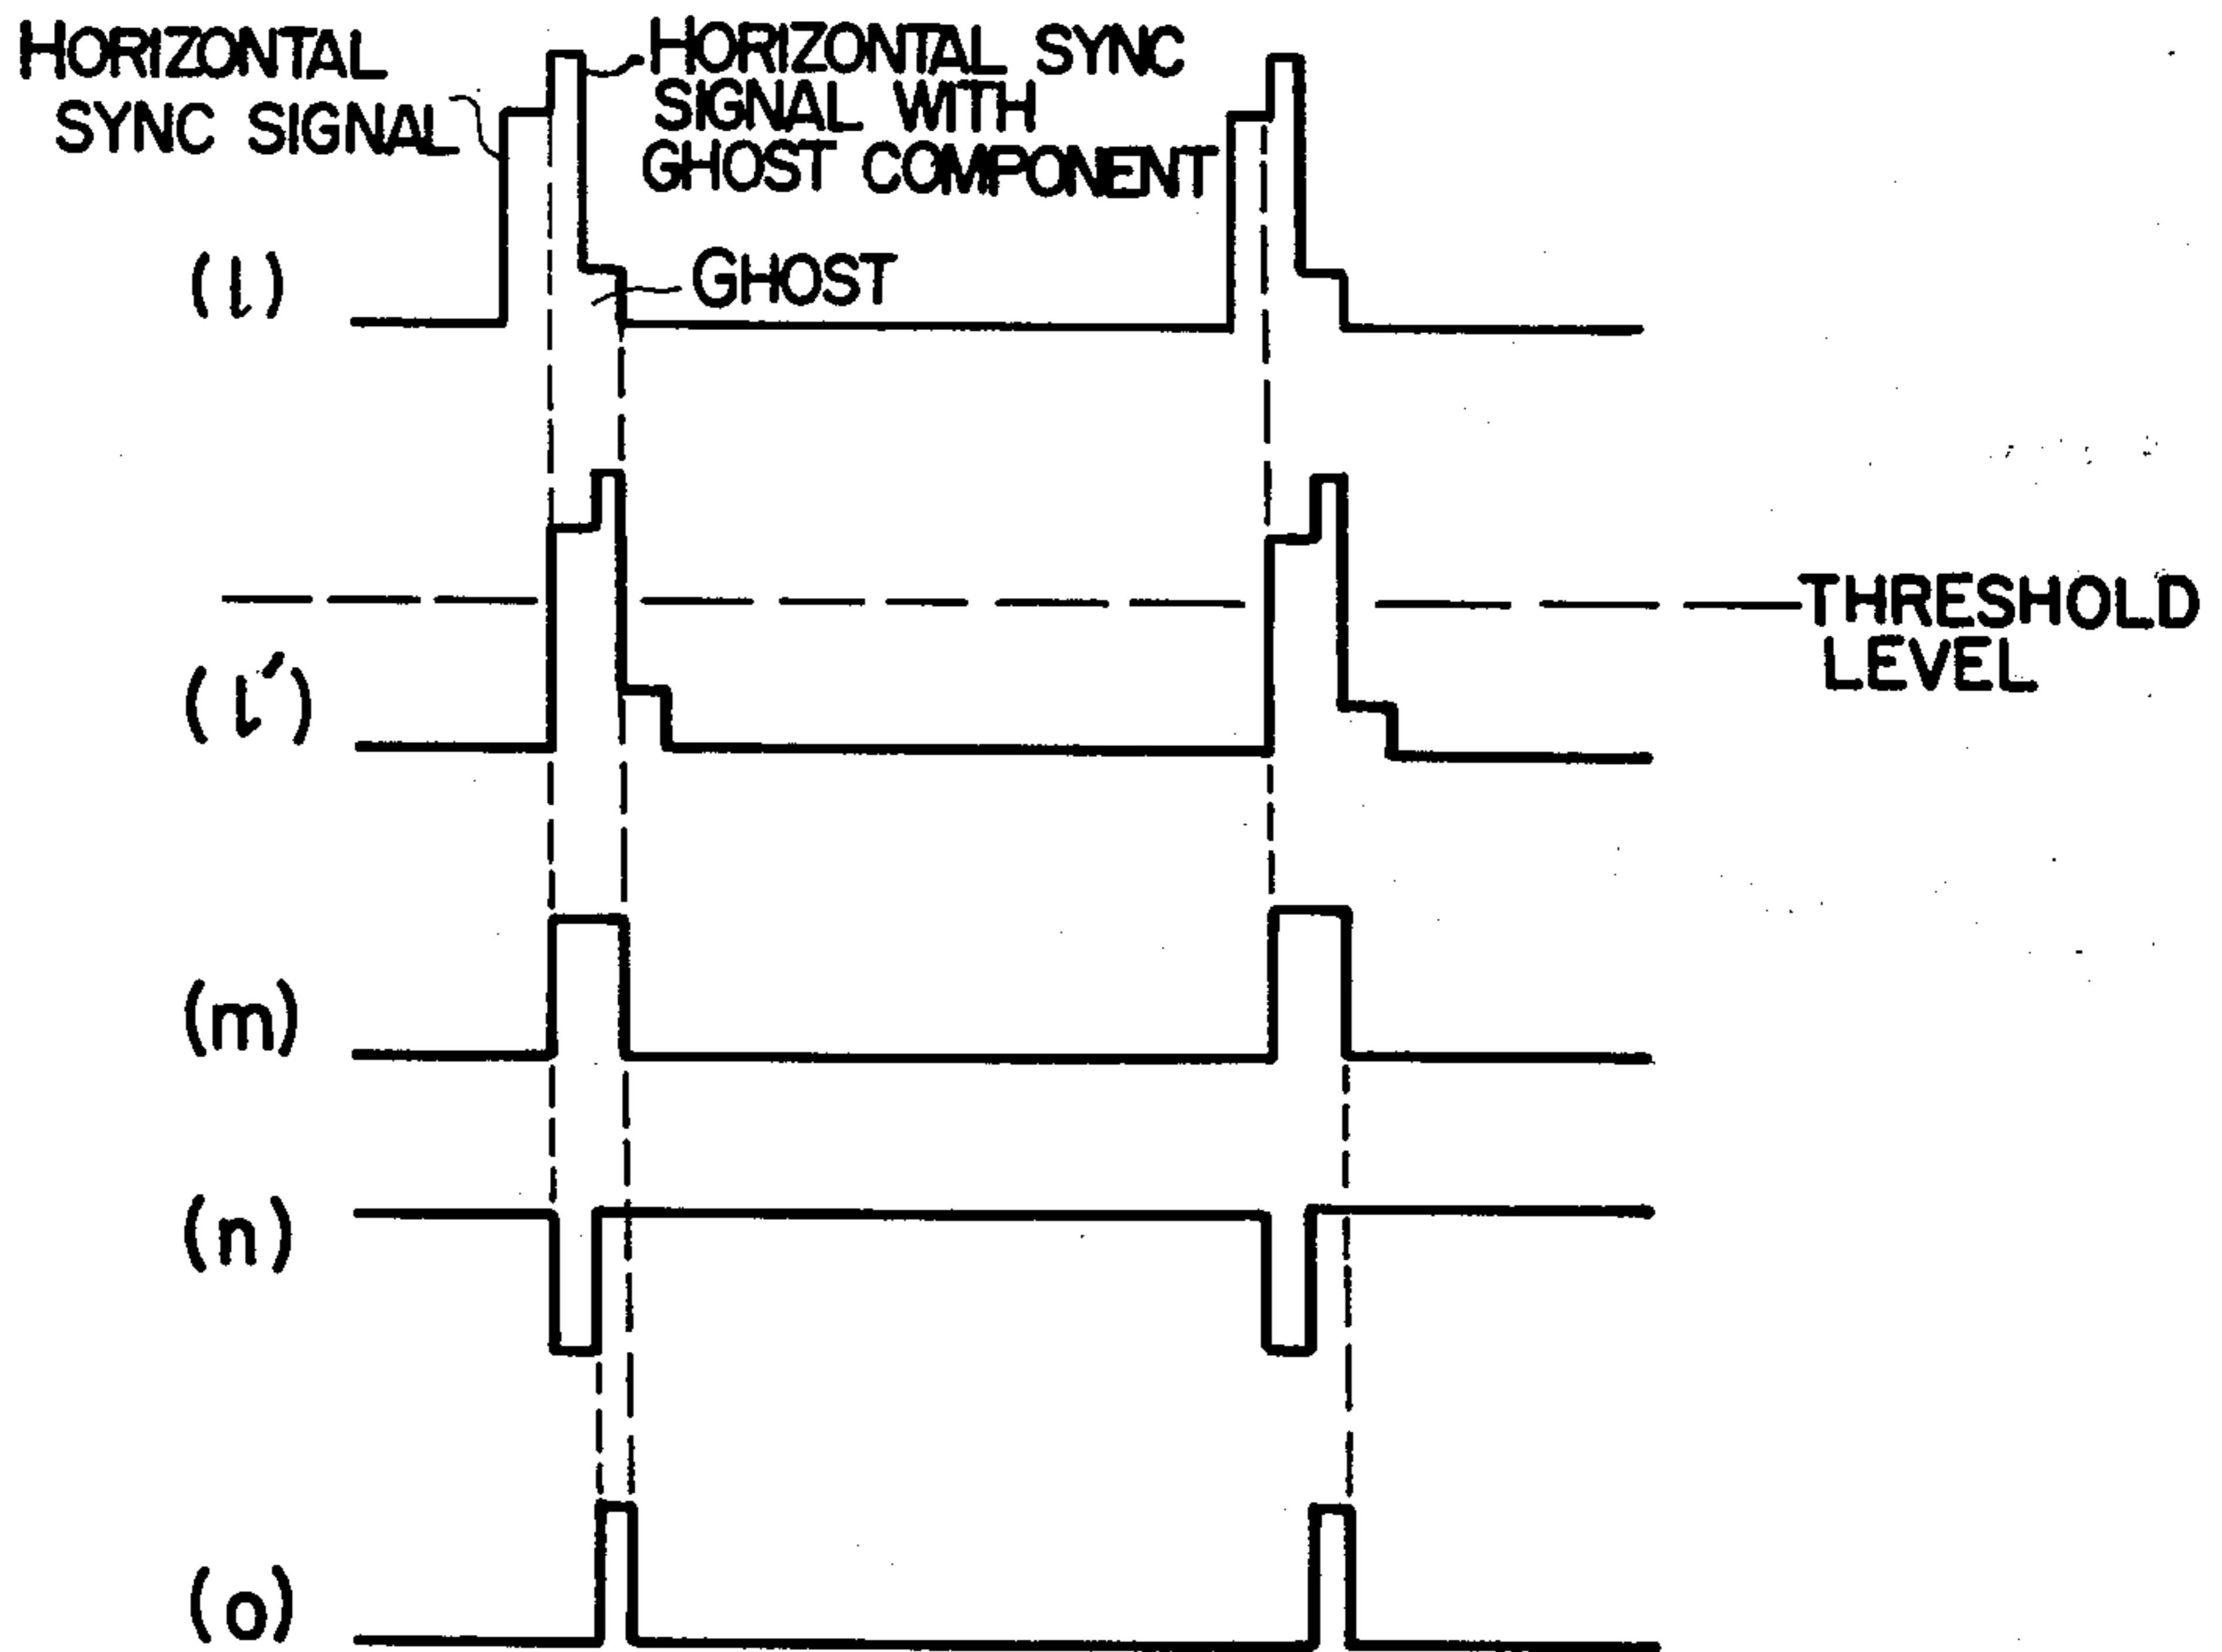 HORIZONTAL
SYNC SIGNAL
HORIZONTAL SYNC
SIGNAL WITH
GHOST COMPONENT
GHOST
(l)
THRESHOLD
LEVEL
(l')
(m)
(n)
(o)